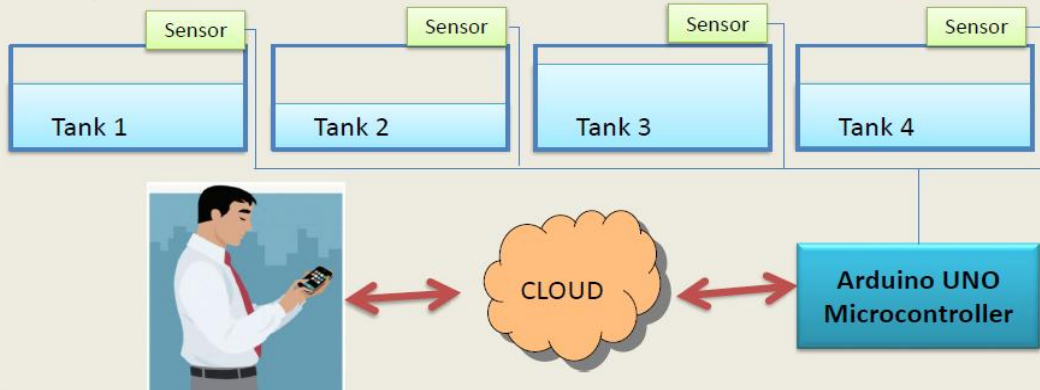 Sensor
Sensor
Sensor
Sensor
Tank 1
Tank 2
Tank 3
Tank 4
CLOUD
Arduino UNO
Microcontroller